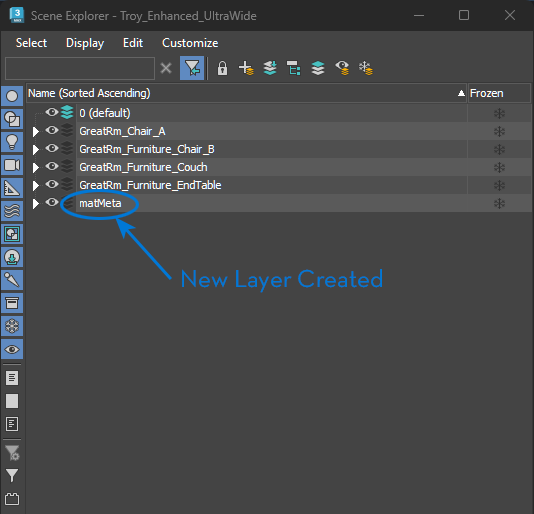 3
Scene Explorer - Troy_Enhanced_UltraWide
Select Display Edit Customize
Name (Sorted Ascending) Frozen
0 (default)
GreatRm_Chair_A
GreatRm_Furniture_Chair_B
GreatRm_Furniture_Couch
GreatRm_Furniture_EndTable
matMeta
New Layer Created